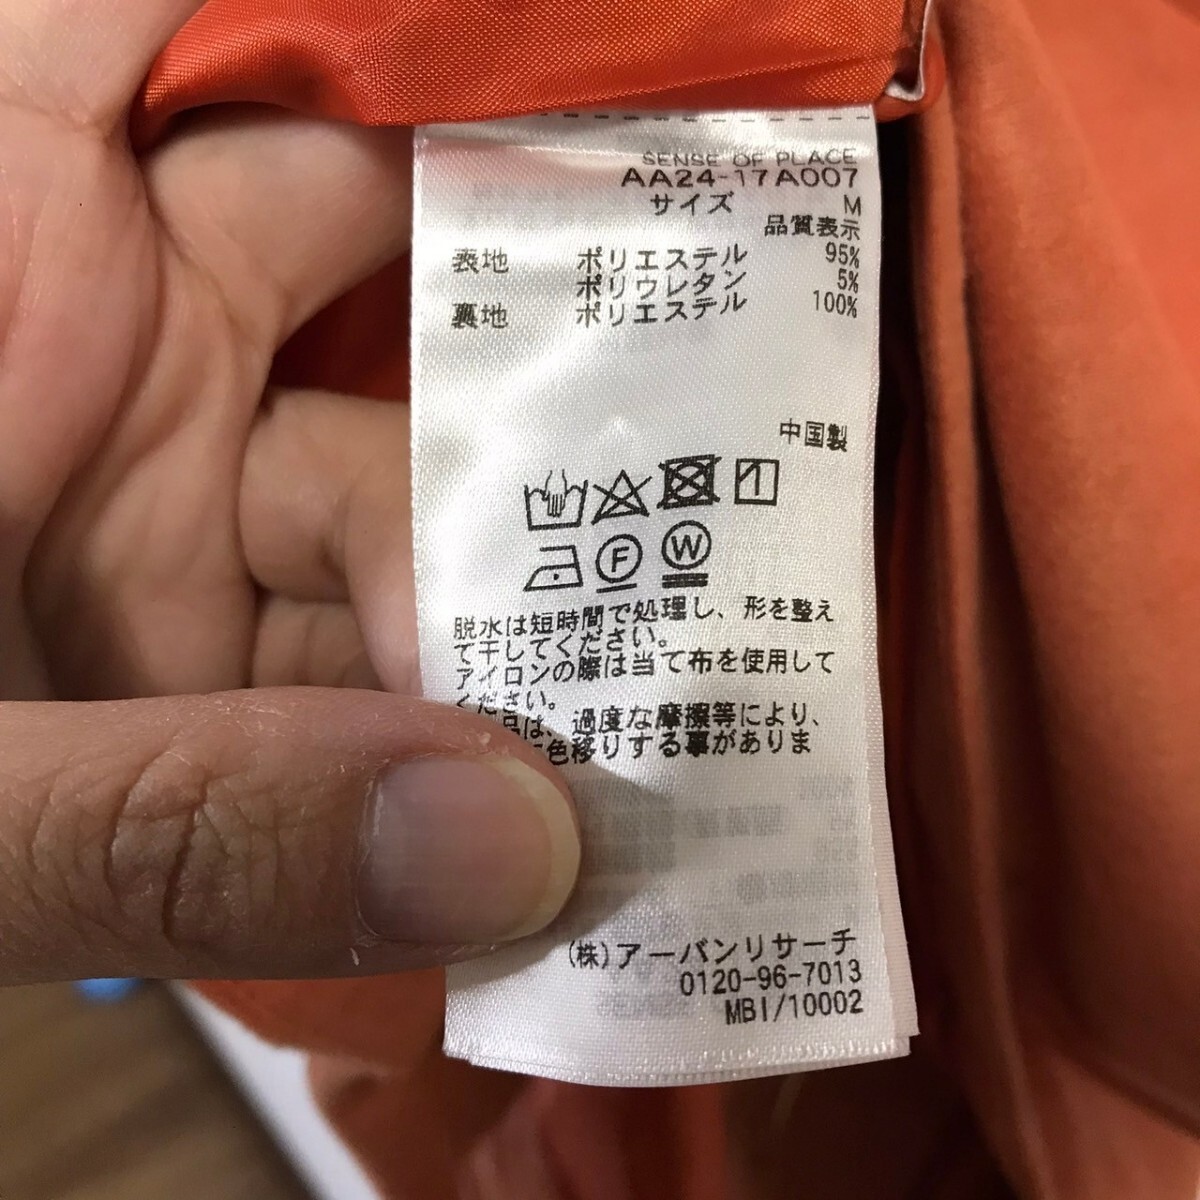 SENSE OF PLACE
AA24-17A007
サイズ M
品質表示
表地 ポリエステル 95%
ポリウレタン 5%
裏地 ポリエステル 100%
中国製
F W
脱水は短時間で処理し、形を整え
て干してください。
アイロンの際は当て布を使用して
ください。
品は、過度な摩擦等により、
色移りする事がありま
(株)アーバンリサーチ
0120-96-7013
MBI/10002